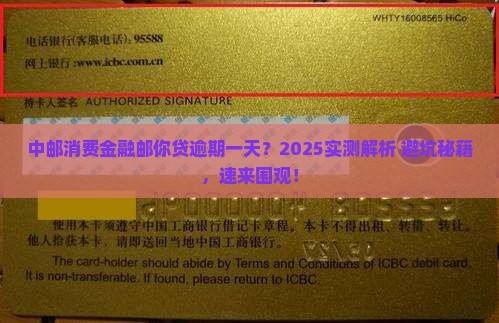 WHTY16008565 HiCo
电话银行(客服电话): 95588
网上银行:www.icbc.com.cn
持卡人签名 AUTHORIZED SIGNATURE
中邮消费金融邮你贷逾期一天？2025实测解析 避坑秘籍
，速来围观！
使用本卡须遵守中国工商银行借记卡章程。本卡不得出租、转借、转让。
他人拾获本卡，请即送回当地中国工商银行。
The card-holder should abide by Terms and Conditions of ICBC debit card.
It is non-transferable. If found, please return to ICBC.